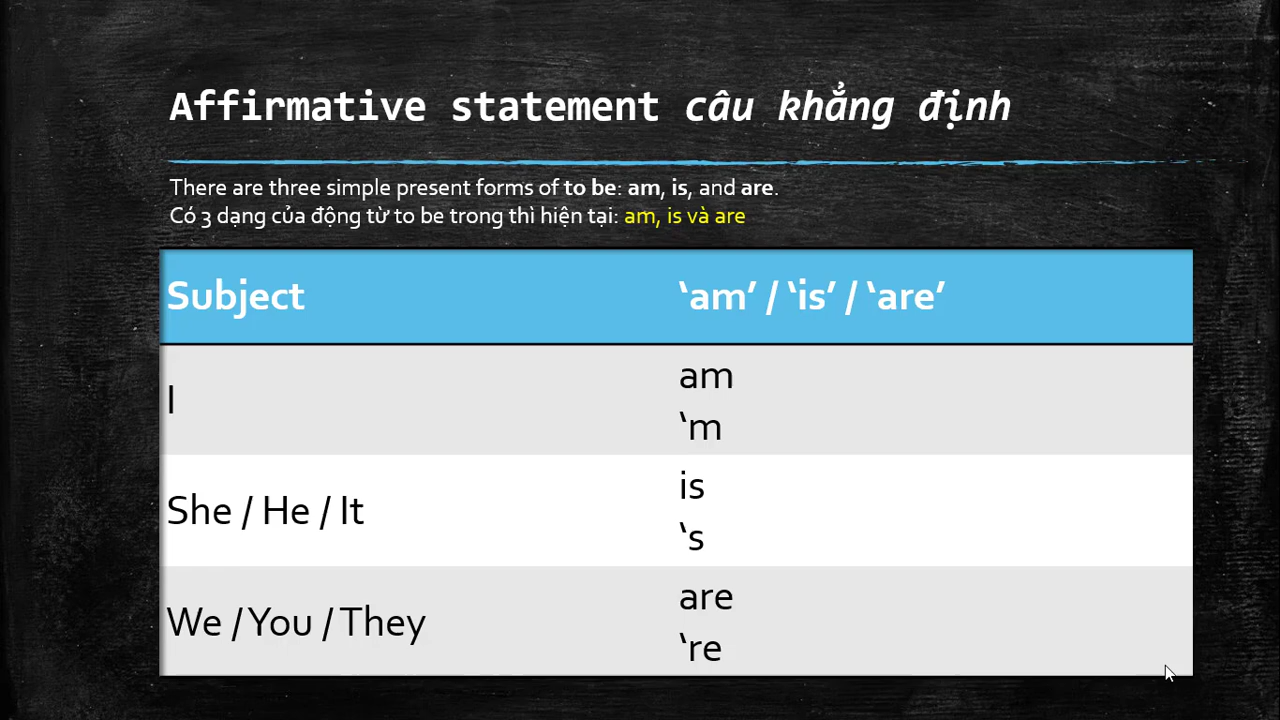 Affirmative statement câu khẳng định
There are three simple present forms of to be: am, is, and are.
Có 3 dạng của động từ to be trong thì hiện tại: am, is và are
Subject
‘am’ / ‘is’ / ‘are’
I
am
‘m
She / He / It
is
‘s
We / You / They
are
‘re